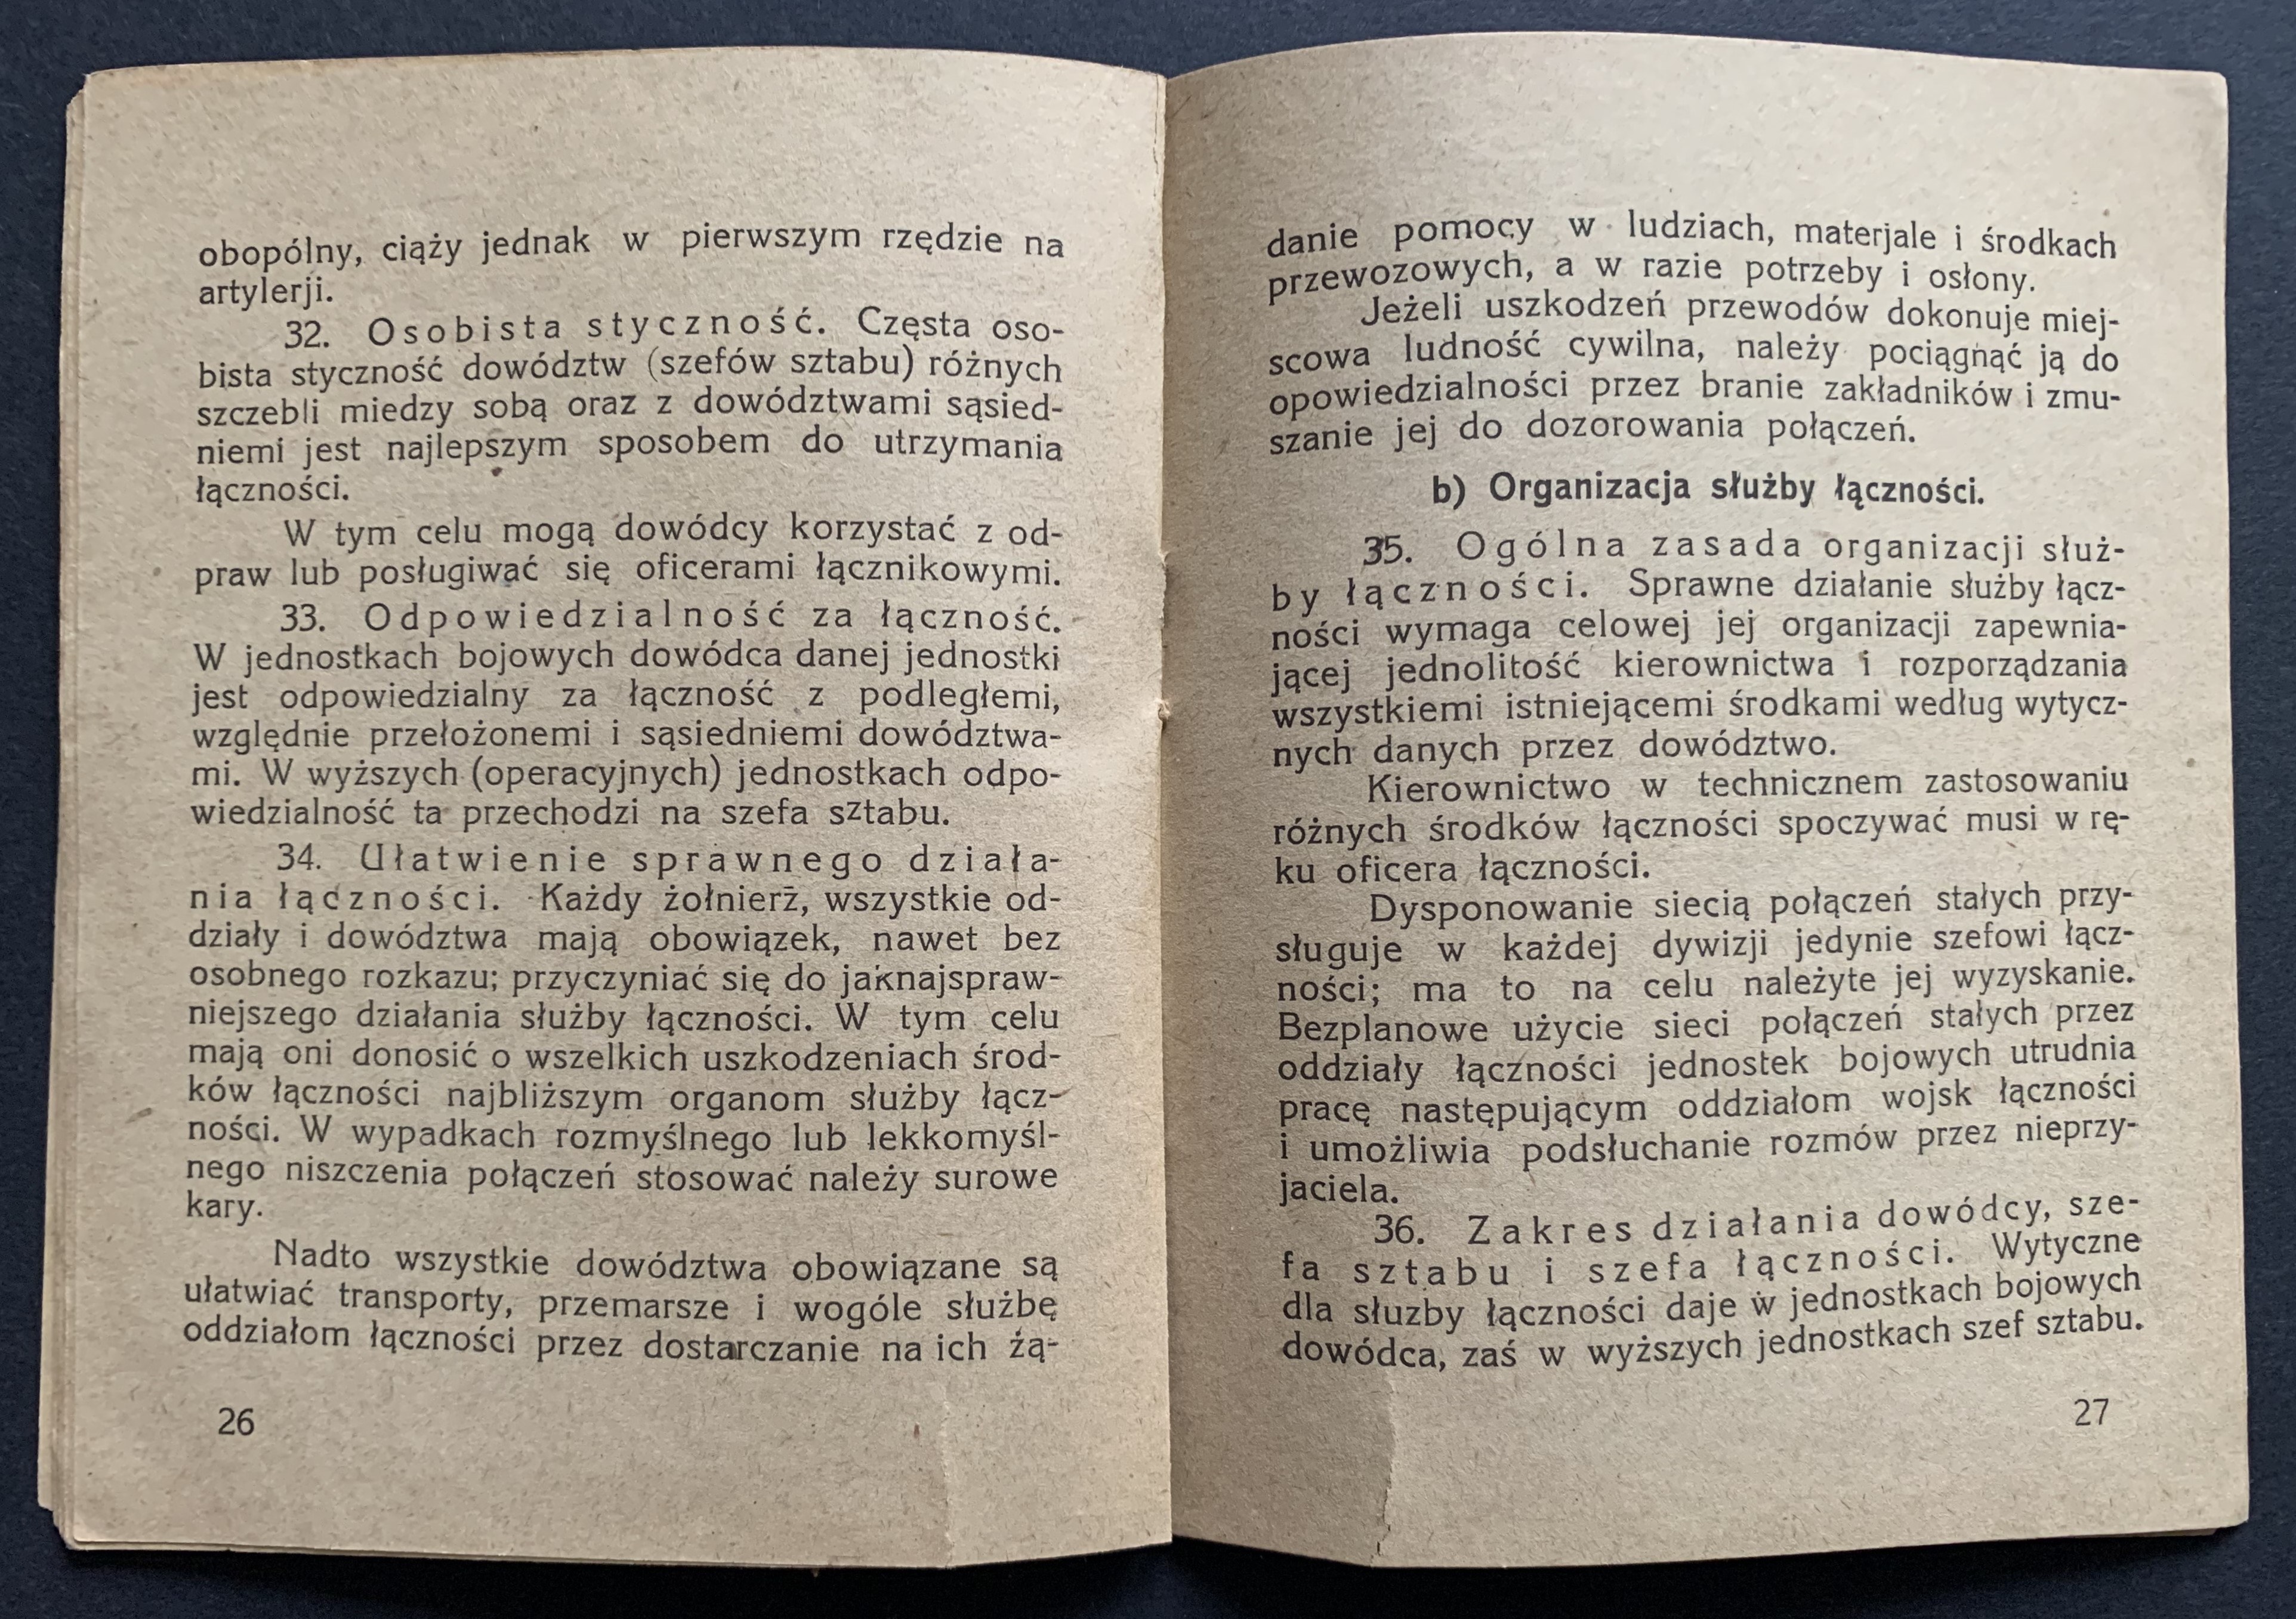 obopólny, ciąży jednak w pierwszym rzędzie na
artylerji.
32. Osobista styczność. Częsta oso-
bista styczność dowództw (szefów sztabu) różnych
szczebli miedzy sobą oraz z dowództwami sąsied-
niemi jest najlepszym sposobem do utrzymania
łączności.
W tym celu mogą dowódcy korzystać z od-
praw lub posługiwać się oficerami łącznikowymi.
33. Odpowiedzialność za łączność.
W jednostkach bojowych dowódca danej jednostki
jest odpowiedzialny za łączność z podległemi,
względnie przełożonemi i sąsiedniemi dowództwa-
mi. W wyższych (operacyjnych) jednostkach odpo-
wiedzialność ta przechodzi na szefa sztabu.
34. Ułatwienie sprawnego działa-
nia łączności. Każdy żołnierz, wszystkie od-
działy i dowództwa mają obowiązek, nawet bez
osobnego rozkazu; przyczyniać się do jaknajspraw-
niejszego działania służby łączności. W tym celu
mają oni donosić o wszelkich uszkodzeniach środ-
ków łączności najbliższym organom służby łącz-
ności. W wypadkach rozmyślnego lub lekkomyśl-
nego niszczenia połączeń stosować należy surowe
kary.
Nadto wszystkie dowództwa obowiązane są
ułatwiać transporty, przemarsze i wogóle służbę
oddziałom łączności przez dostarczanie na ich żą-
26
danie pomocy w ludziach, materjale i środkach
przewozowych, a w razie potrzeby i osłony.
Jeżeli uszkodzeń przewodów dokonuje miej-
scowa ludność cywilna, należy pociągnąć ją do
opowiedzialności przez branie zakładników i zmu-
szanie jej do dozorowania połączeń.
b) Organizacja służby łączności.
35. Ogólna zasada organizacji służ-
by łączności. Sprawne działanie służby łącz-
ności wymaga celowej jej organizacji zapewnia-
jącej jednolitość kierownictwa i rozporządzania
wszystkiemi istniejącemi środkami według wytycz-
nych danych przez dowództwo.
Kierownictwo w technicznem zastosowaniu
różnych środków łączności spoczywać musi w rę-
ku oficera łączności.
Dysponowanie siecią połączeń stałych przy-
sługuje w każdej dywizji jedynie szefowi łącz-
ności; ma to na celu należyte jej wyzyskanie.
Bezplanowe użycie sieci połączeń stałych przez
oddziały łączności jednostek bojowych utrudnia
pracę następującym oddziałom wojsk łączności
i umożliwia podsłuchanie rozmów przez nieprzy-
jaciela.
36. Zakres działania dowódcy, sze-
fa sztabu i szefa łączności. Wytyczne
dla słuzby łączności daje w jednostkach bojowych
dowódca, zaś w wyższych jednostkach szef sztabu.
27